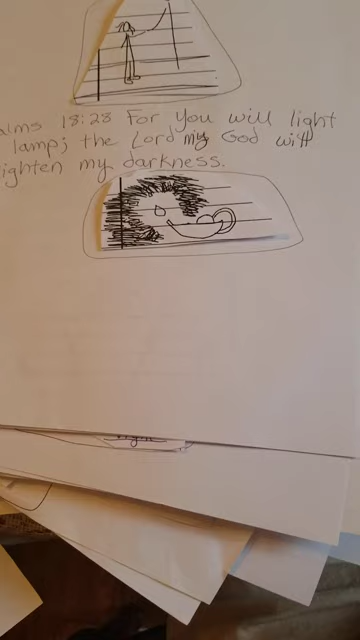 alms 18:28 For you will light
lamp; the Lord my God will
ighten my darkness.